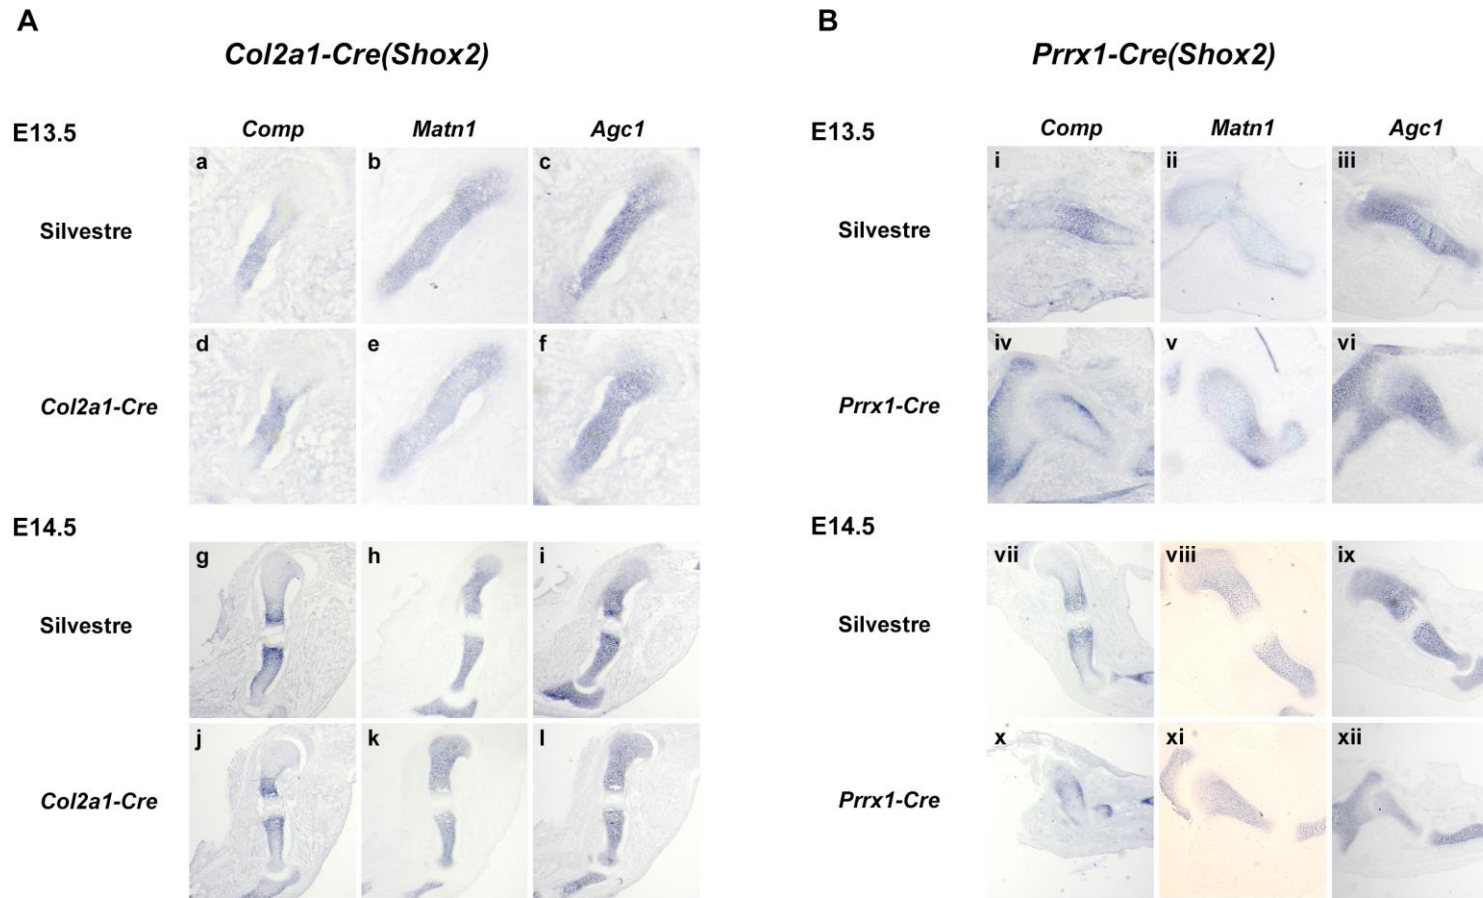 A
Col2a1-Cre(Shox2)
E13.5
Comp Matn1 Agc1
a b c
Silvestre
d e f
Col2a1-Cre
E14.5
g h i
Silvestre
j k l
Col2a1-Cre
B
Prrx1-Cre(Shox2)
E13.5
Comp Matn1 Agc1
i ii iii
Silvestre
iv v vi
Prrx1-Cre
E14.5
vii viii ix
Silvestre
x xi xii
Prrx1-Cre